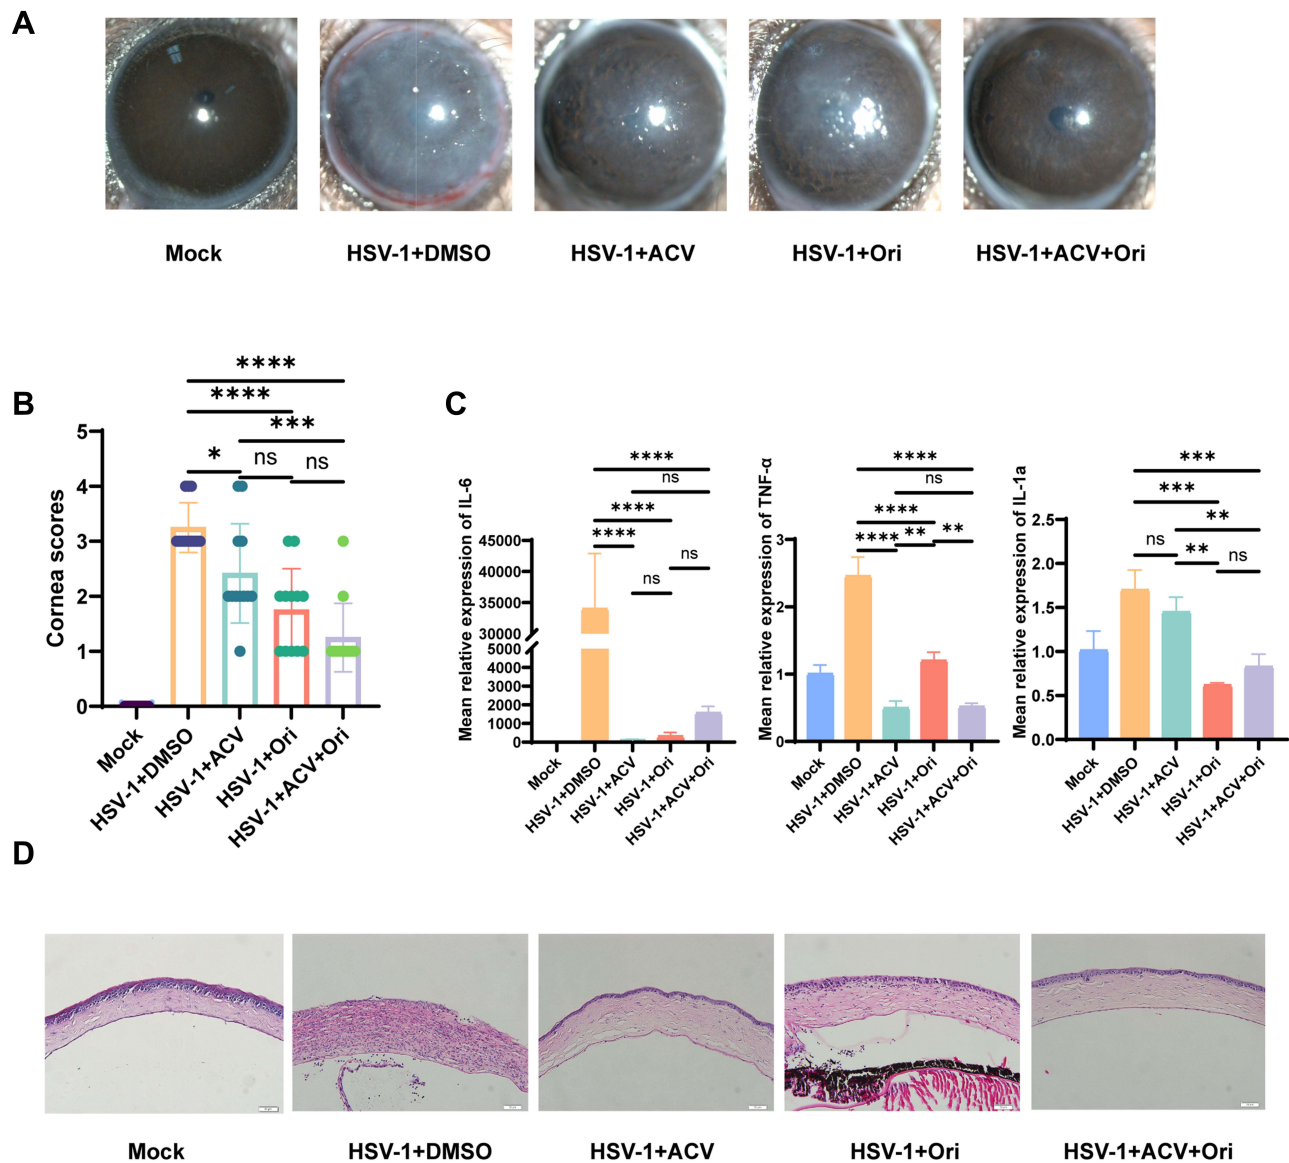 A
Mock
HSV-1+DMSO
HSV-1+ACV
HSV-1+Ori
HSV-1+ACV+Ori
B
****
****
***
*
ns
ns
Cornea scores
5
4
3
2
1
0
Mock
HSV-1+DMSO
HSV-1+ACV
HSV-1+Ori
HSV-1+ACV+Ori
C
Mean relative expression of IL-6
****
ns
****
****
ns
ns
45000
40000
35000
30000
5000
4000
3000
2000
1000
0
Mock
HSV-1+DMSO
HSV-1+ACV
HSV-1+Ori
HSV-1+ACV+Ori
Mean relative expression of TNF-α
****
ns
****
****
**
**
3
2
1
0
Mock
HSV-1+DMSO
HSV-1+ACV
HSV-1+Ori
HSV-1+ACV+Ori
Mean relative expression of IL-1a
***
***
**
ns
**
ns
2.5
2.0
1.5
1.0
0.5
0.0
Mock
HSV-1+DMSO
HSV-1+ACV
HSV-1+Ori
HSV-1+ACV+Ori
D
Mock
HSV-1+DMSO
HSV-1+ACV
HSV-1+Ori
HSV-1+ACV+Ori